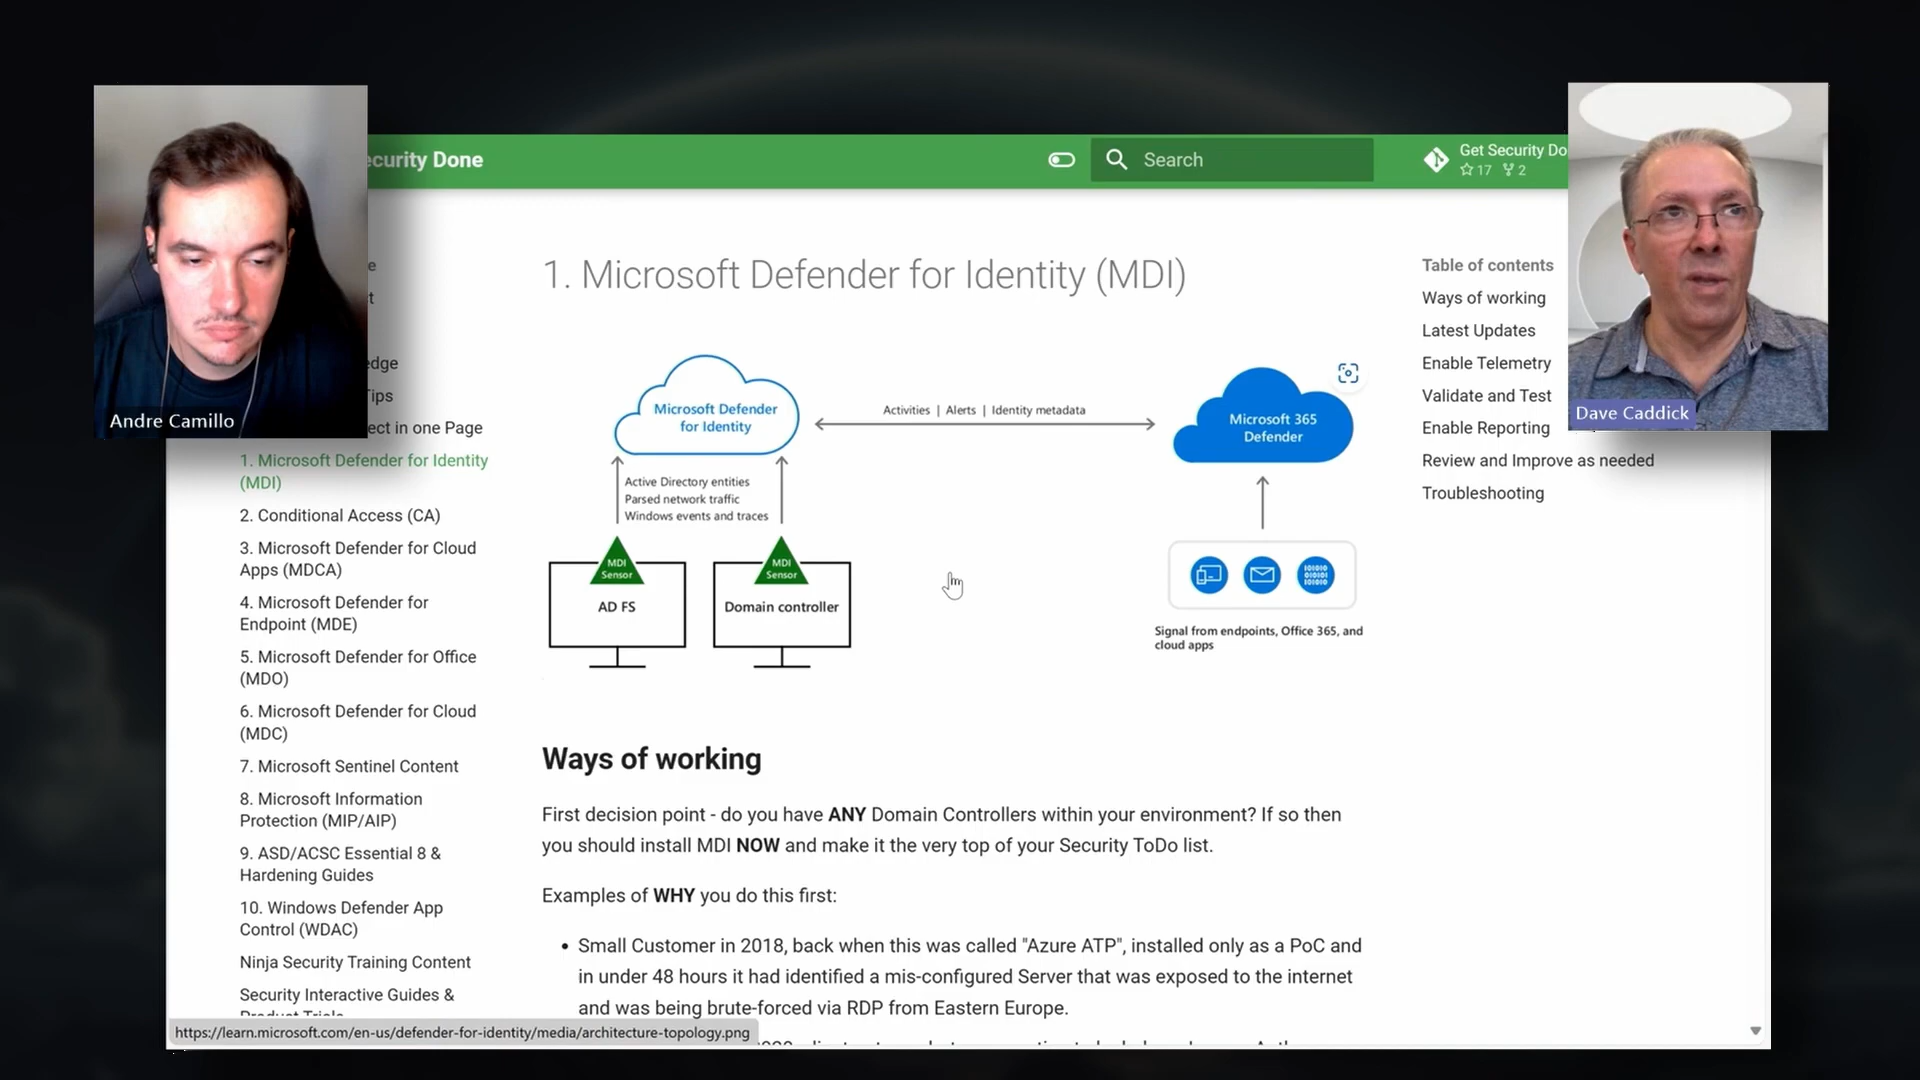 Andre Camillo
Dave Caddick
ecurity Done
Search
Get Security Do
17 2
e
t
edge
Tips
ect in one Page
1. Microsoft Defender for Identity
(MDI)
2. Conditional Access (CA)
3. Microsoft Defender for Cloud
Apps (MDCA)
4. Microsoft Defender for
Endpoint (MDE)
5. Microsoft Defender for Office
(MDO)
6. Microsoft Defender for Cloud
(MDC)
7. Microsoft Sentinel Content
8. Microsoft Information
Protection (MIP/AIP)
9. ASD/ACSC Essential 8 &
Hardening Guides
10. Windows Defender App
Control (WDAC)
Ninja Security Training Content
Security Interactive Guides &
Product Trials
https://learn.microsoft.com/en-us/defender-for-identity/media/architecture-topology.png
1. Microsoft Defender for Identity (MDI)
Microsoft Defender
for Identity
Activities | Alerts | Identity metadata
Microsoft 365
Defender
Active Directory entities
Parsed network traffic
Windows events and traces
MDI
Sensor
MDI
Sensor
AD FS
Domain controller
101010
010101
101010
Signal from endpoints, Office 365, and
cloud apps
Ways of working
First decision point - do you have ANY Domain Controllers within your environment? If so then
you should install MDI NOW and make it the very top of your Security ToDo list.
Examples of WHY you do this first:
• Small Customer in 2018, back when this was called "Azure ATP", installed only as a PoC and
in under 48 hours it had identified a mis-configured Server that was exposed to the internet
and was being brute-forced via RDP from Eastern Europe.
Table of contents
Ways of working
Latest Updates
Enable Telemetry
Validate and Test
Enable Reporting
Review and Improve as needed
Troubleshooting